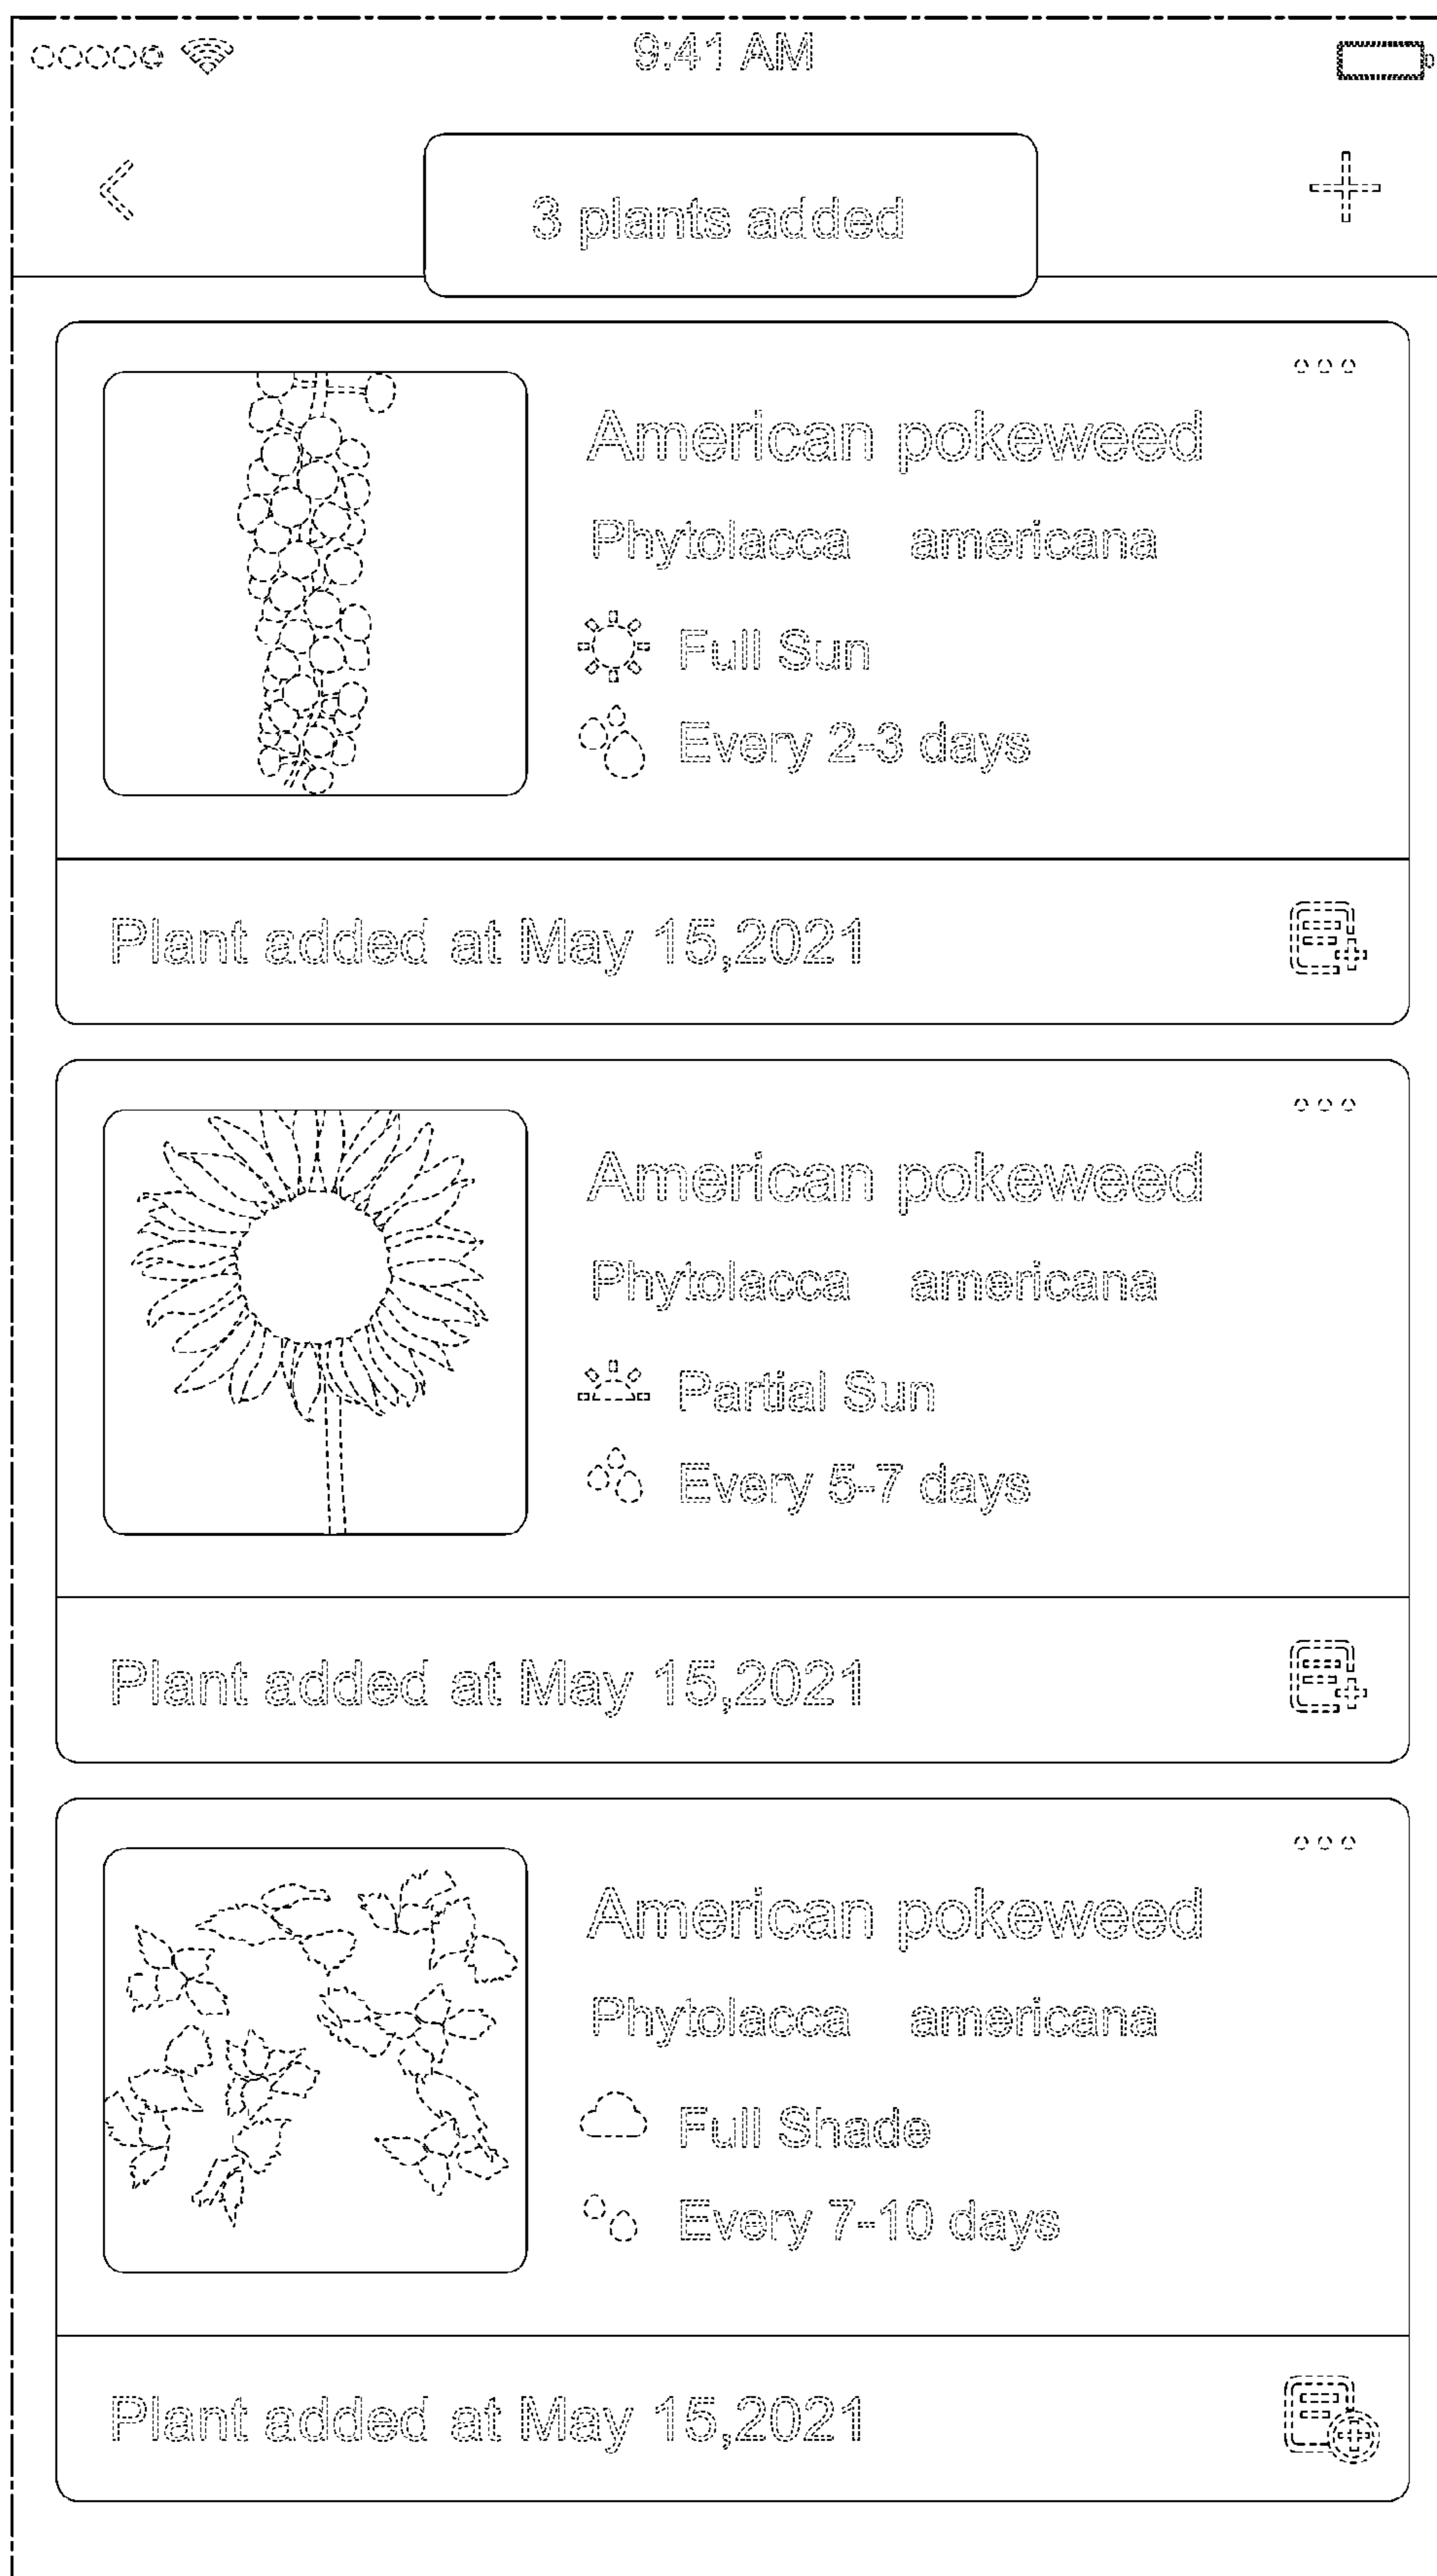 9:41 AM
3 plants added
American pokeweed
Phytolacca americana
Full Sun
Every 2-3 days
Plant added at May 15,2021
American pokeweed
Phytolacca americana
Partial Sun
Every 5-7 days
Plant added at May 15,2021
American pokeweed
Phytolacca americana
Full Shade
Every 7-10 days
Plant added at May 15,2021